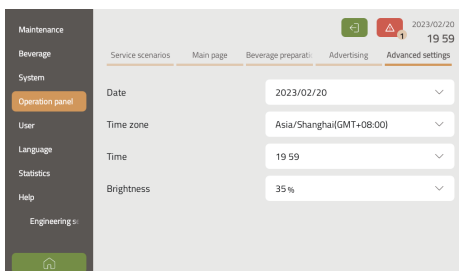 Maintenance
Beverage
System
Operation panel
User
Language
Statistics
Help
Engineering
1
2023/02/20
19 59
Service scenarios
Main page
Beverage
Advertising
Advanced settings
Date
2023/02/20
Time zone
Asia/Shanghai(GMT+08:00)
Time
19 59
Brightness
35 %